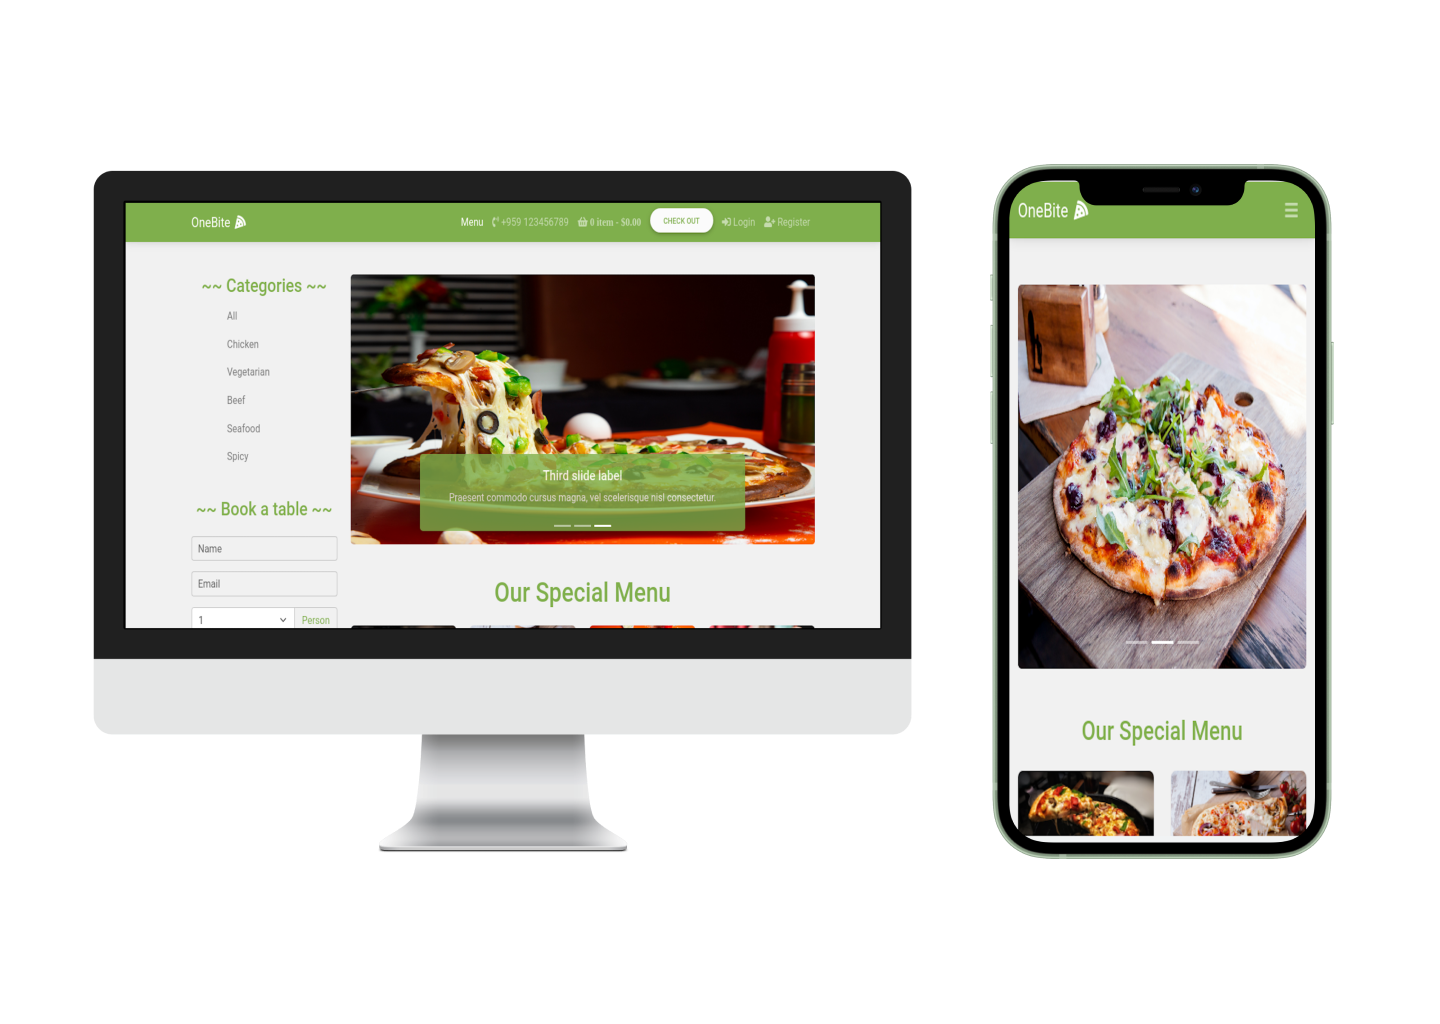 OneBite
Menu +959 123456789 0 item - $0.00 CHECK OUT Login Register
~~ Categories ~~
All
Chicken
Vegetarian
Beef
Seafood
Spicy
~~ Book a table ~~
Name
Email
1 Person
Third slide label
Praesent commodo cursus magna, vel scelerisque nisl consectetur.
Our Special Menu
OneBite
Our Special Menu